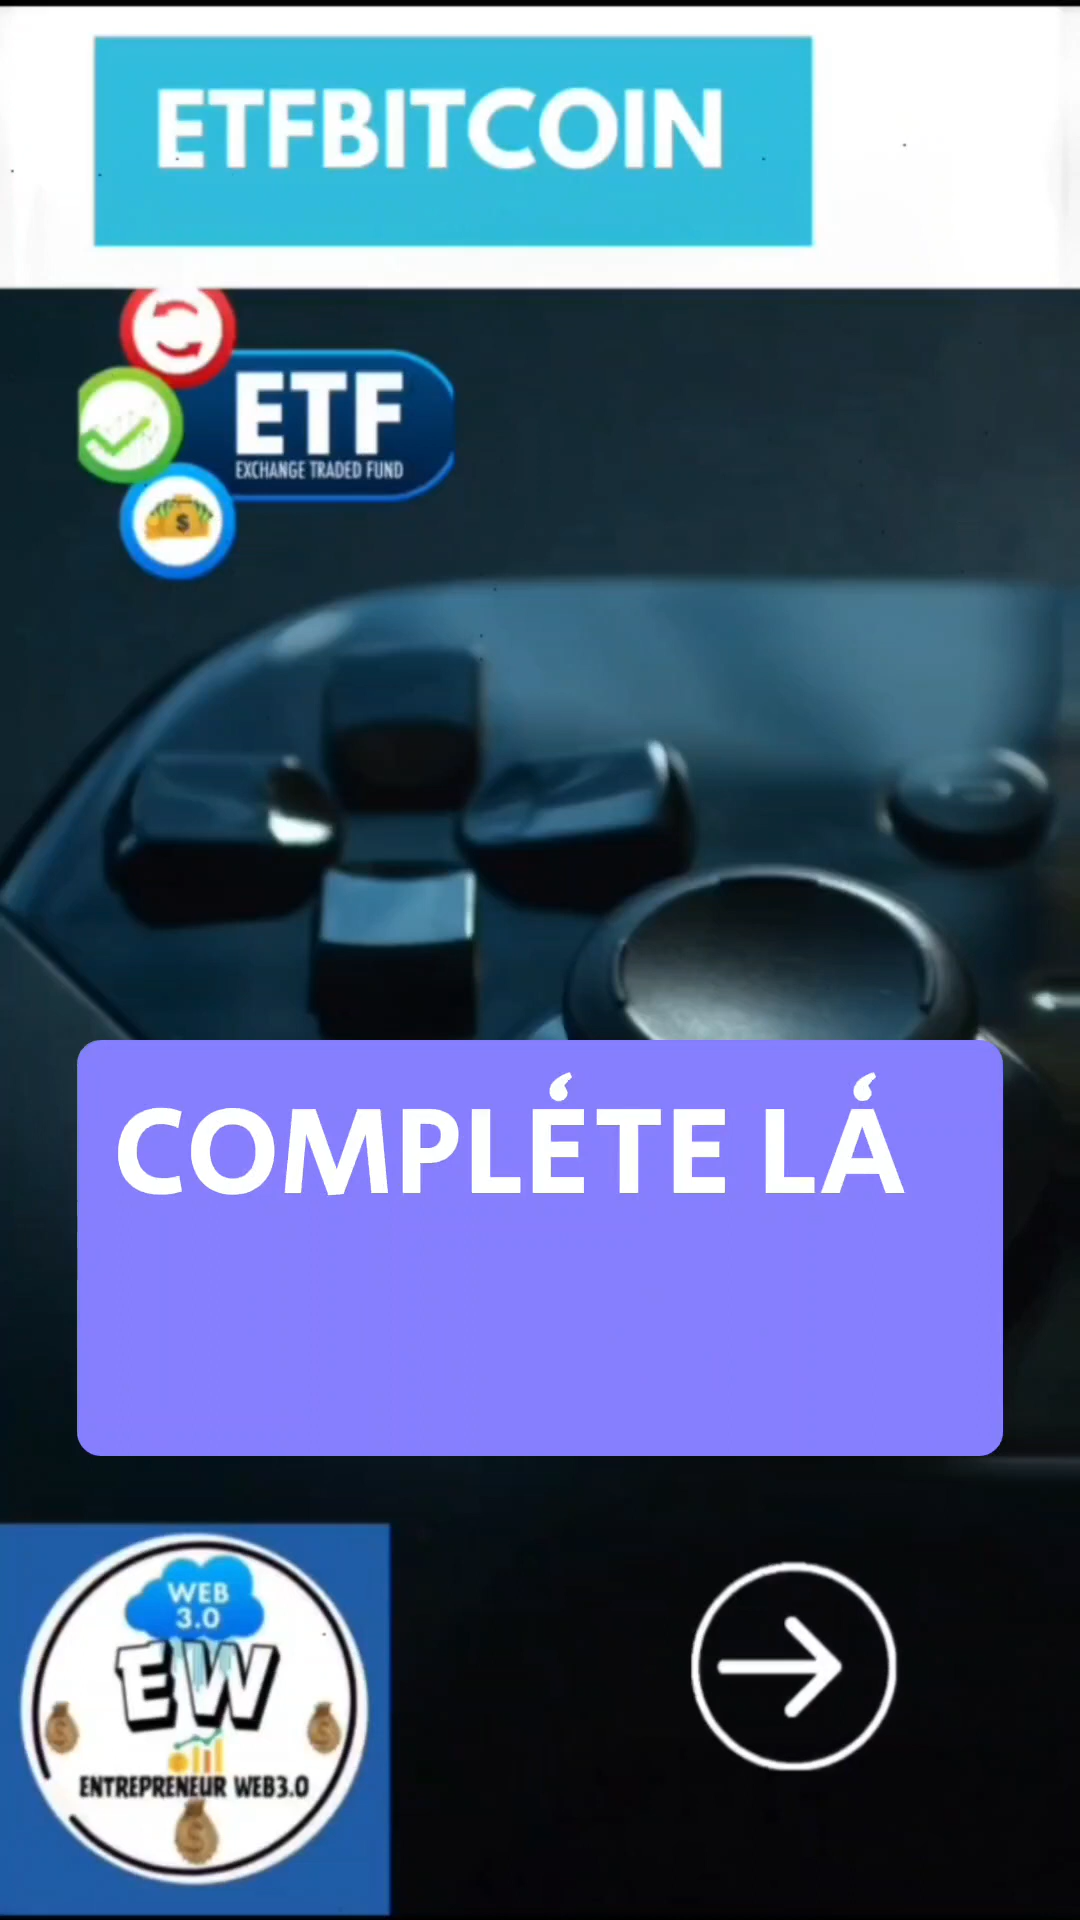 ETFBITCOIN
ETF
EXCHANGE TRADED FUND
COMPLÉTE LÁ
WEB
3.0
EW
ENTREPRENEUR WEB3.0